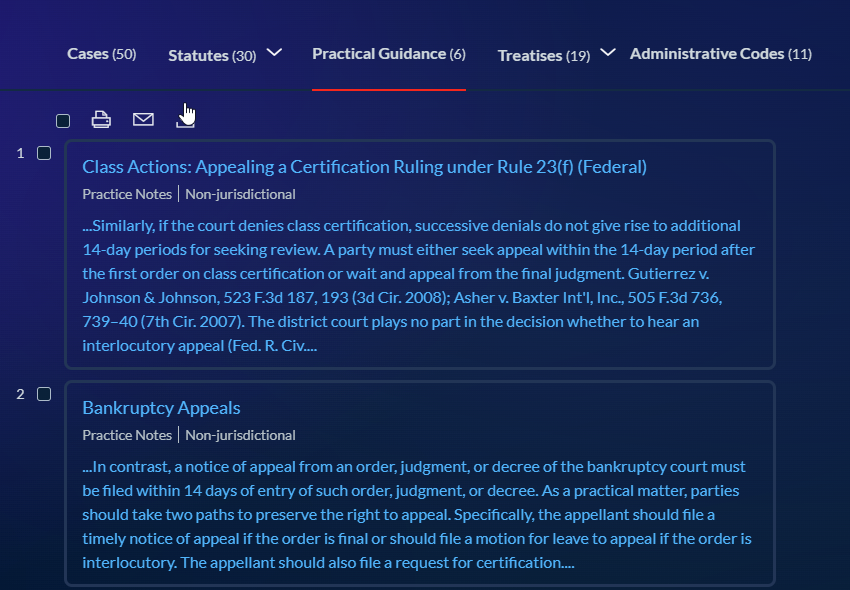 Cases (50) Statutes (30) Practical Guidance (6) Treatises (19) Administrative Codes (11)
1
Class Actions: Appealing a Certification Ruling under Rule 23(f) (Federal)
Practice Notes | Non-jurisdictional
...Similarly, if the court denies class certification, successive denials do not give rise to additional
14-day periods for seeking review. A party must either seek appeal within the 14-day period after
the first order on class certification or wait and appeal from the final judgment. Gutierrez v.
Johnson & Johnson, 523 F.3d 187, 193 (3d Cir. 2008); Asher v. Baxter Int'l, Inc., 505 F.3d 736,
739–40 (7th Cir. 2007). The district court plays no part in the decision whether to hear an
interlocutory appeal (Fed. R. Civ....
2
Bankruptcy Appeals
Practice Notes | Non-jurisdictional
...In contrast, a notice of appeal from an order, judgment, or decree of the bankruptcy court must
be filed within 14 days of entry of such order, judgment, or decree. As a practical matter, parties
should take two paths to preserve the right to appeal. Specifically, the appellant should file a
timely notice of appeal if the order is final or should file a motion for leave to appeal if the order is
interlocutory. The appellant should also file a request for certification....